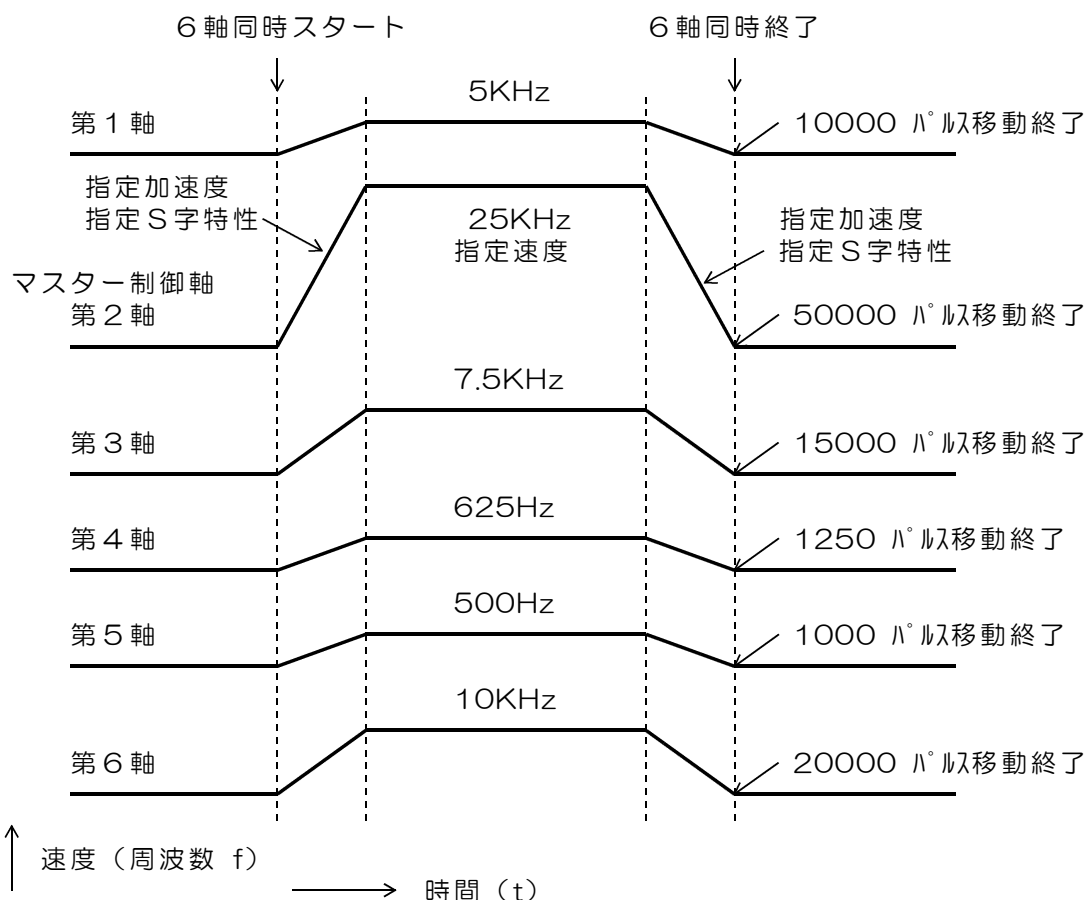 ６軸同時スタート
６軸同時終了
5KHz
第１軸
10000 ﾊﾟﾙｽ移動終了
指定加速度
指定Ｓ字特性
25KHz
指定速度
指定加速度
指定Ｓ字特性
マスター制御軸
第２軸
50000 ﾊﾟﾙｽ移動終了
7.5KHz
第３軸
15000 ﾊﾟﾙｽ移動終了
625Hz
第４軸
1250 ﾊﾟﾙｽ移動終了
500Hz
第５軸
1000 ﾊﾟﾙｽ移動終了
10KHz
第６軸
20000 ﾊﾟﾙｽ移動終了
速度（周波数 f）
時間（t）